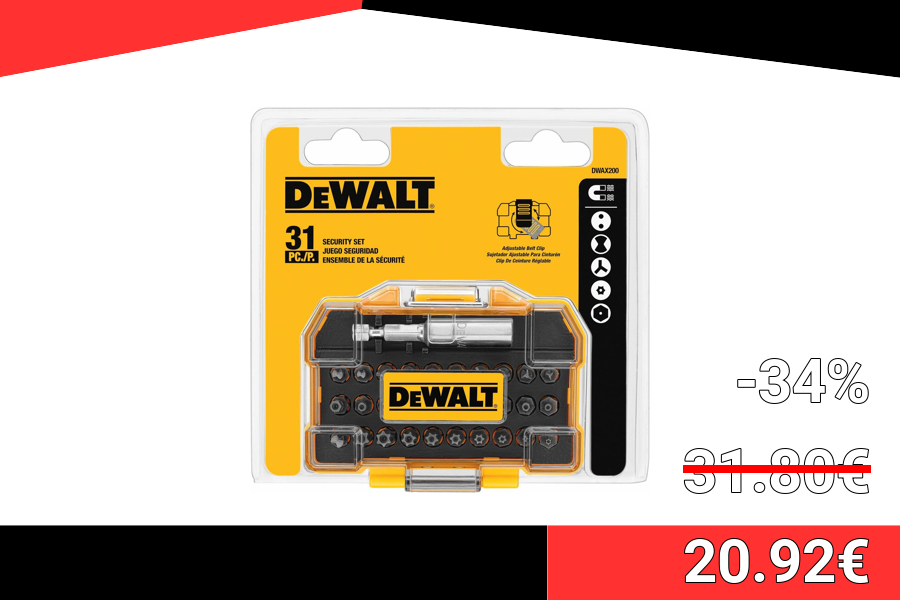 DWAX200
DEWALT®
31
PC./P.
SECURITY SET
JUEGO SEGURIDAD
ENSEMBLE DE LA SÉCURITÉ
Adjustable Belt Clip
Sujetador Ajustable Para Cinturón
Clip De Ceinture Réglable
DEWALT®
-34%
31.80€
20.92€